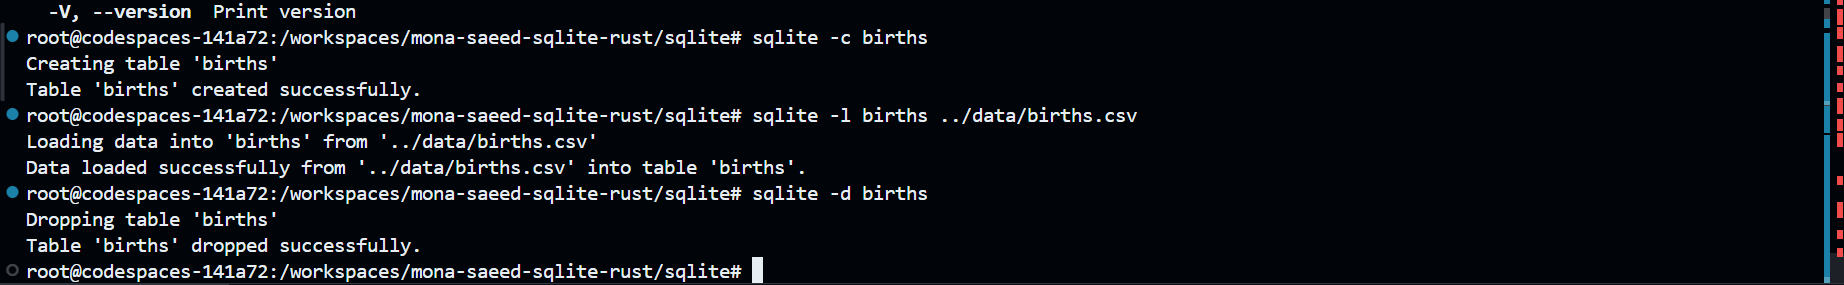 -V, --version  Print version
root@codespaces-141a72:/workspaces/mona-saeed-sqlite-rust/sqlite# sqlite -c births
Creating table 'births'
Table 'births' created successfully.
root@codespaces-141a72:/workspaces/mona-saeed-sqlite-rust/sqlite# sqlite -l births ../data/births.csv
Loading data into 'births' from '../data/births.csv'
Data loaded successfully from '../data/births.csv' into table 'births'.
root@codespaces-141a72:/workspaces/mona-saeed-sqlite-rust/sqlite# sqlite -d births
Dropping table 'births'
Table 'births' dropped successfully.
root@codespaces-141a72:/workspaces/mona-saeed-sqlite-rust/sqlite#